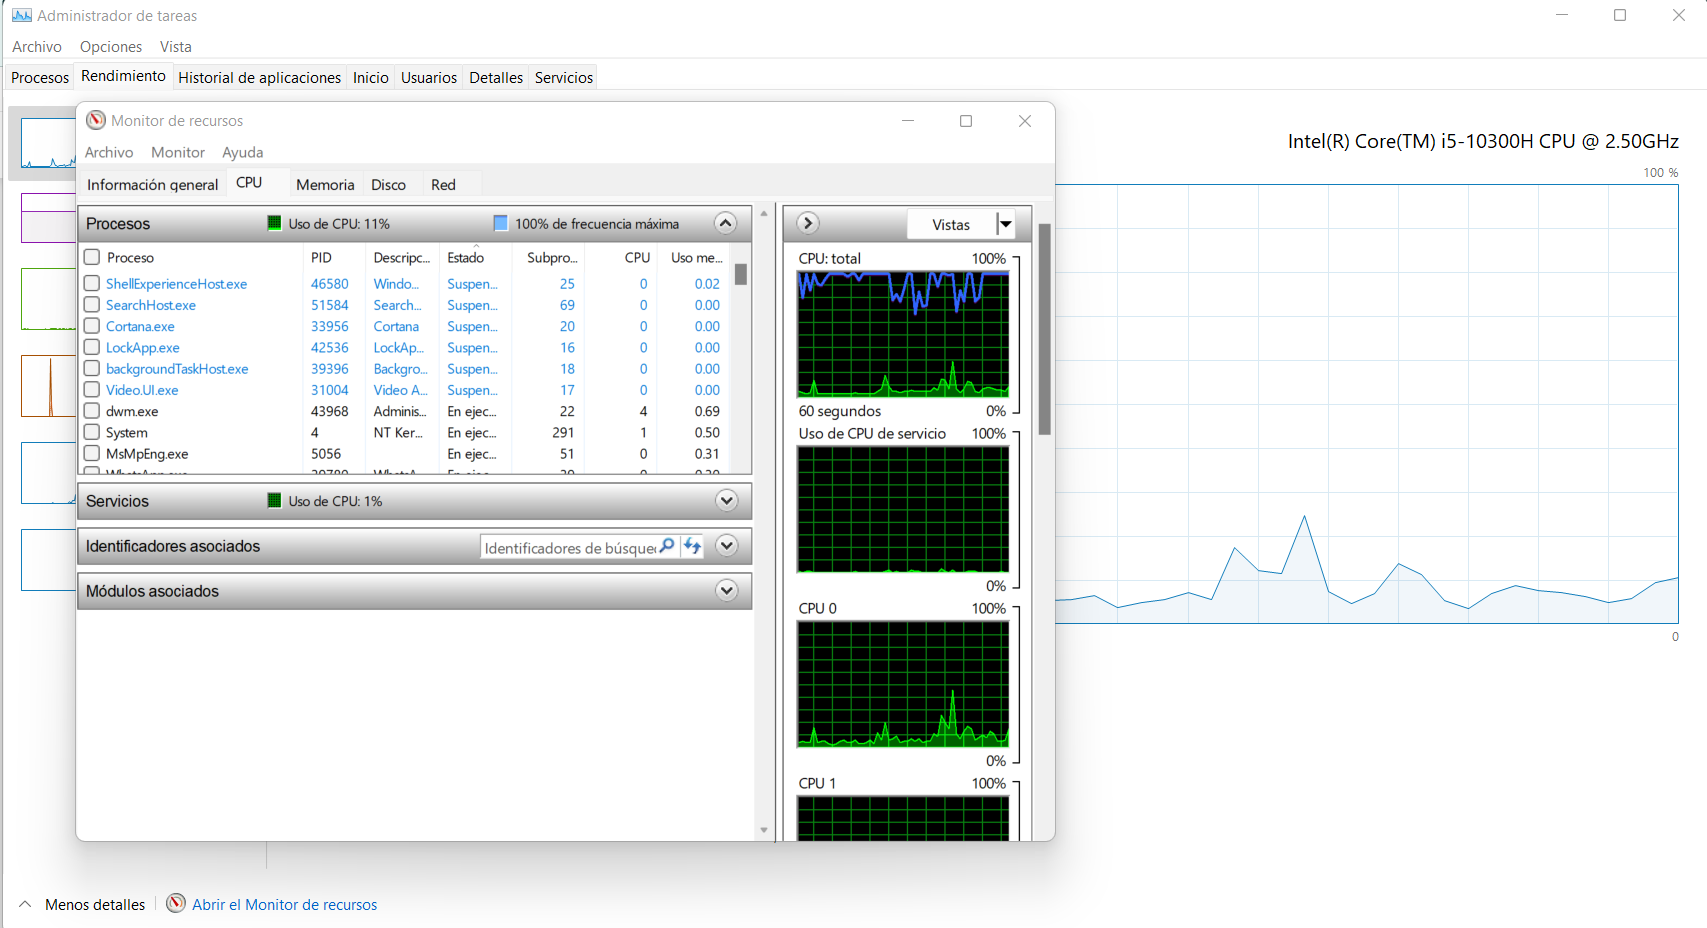 Administrador de tareas
Archivo Opciones Vista
Procesos Rendimiento Historial de aplicaciones Inicio Usuarios Detalles Servicios
Monitor de recursos
Archivo Monitor Ayuda
Información general CPU Memoria Disco Red
Procesos Uso de CPU: 11% 100% de frecuencia máxima
Proceso PID Descripc... Estado Subpro... CPU Uso me...
ShellExperienceHost.exe 46580 Windo... Suspen... 25 0 0.02
SearchHost.exe 51584 Search... Suspen... 69 0 0.00
Cortana.exe 33956 Cortana Suspen... 20 0 0.00
LockApp.exe 42536 LockAp... Suspen... 16 0 0.00
backgroundTaskHost.exe 39396 Backgro... Suspen... 18 0 0.00
Video.UI.exe 31004 Video A... Suspen... 17 0 0.00
dwm.exe 43968 Adminis... En ejec... 22 4 0.69
System 4 NT Ker... En ejec... 291 1 0.50
MsMpEng.exe 5056 En ejec... 51 0 0.31
Servicios Uso de CPU: 1%
Identificadores asociados Identificadores de búsque
Módulos asociados
Vistas
CPU: total 100%
60 segundos 0%
Uso de CPU de servicio 100%
0%
CPU 0 100%
0%
CPU 1 100%
Intel(R) Core(TM) i5-10300H CPU @ 2.50GHz
100 %
0
Menos detalles Abrir el Monitor de recursos